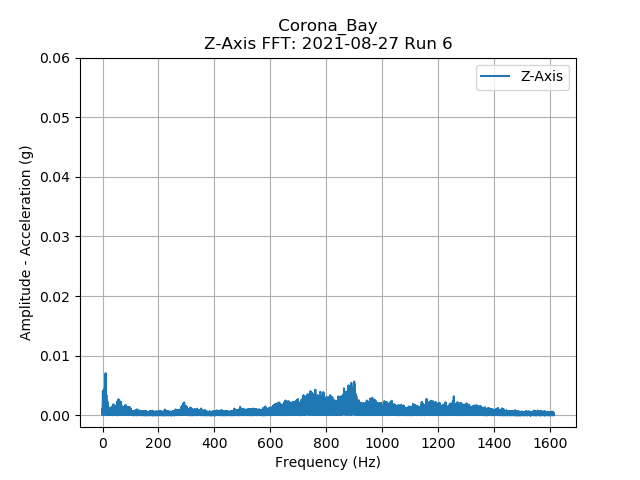 Corona_Bay
Z-Axis FFT: 2021-08-27 Run 6
Z-Axis
Amplitude - Acceleration (g)
0.06
0.05
0.04
0.03
0.02
0.01
0.00
0 200 400 600 800 1000 1200 1400 1600
Frequency (Hz)